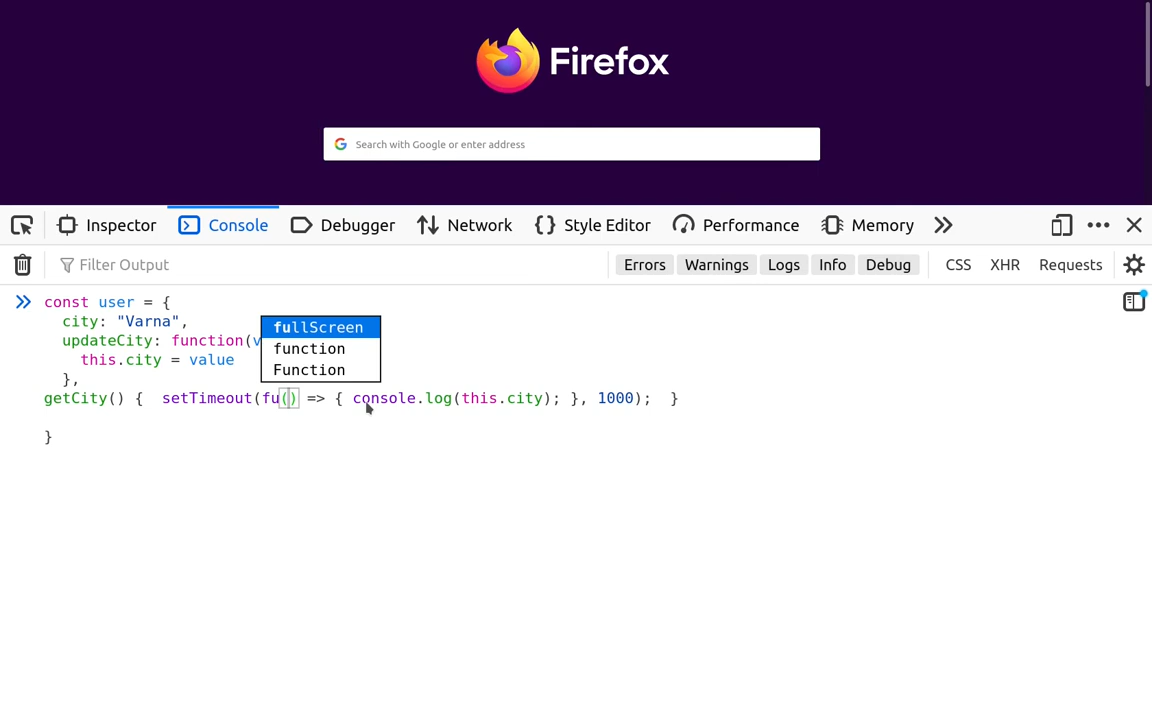 Firefox
Search with Google or enter address
Inspector Console Debugger Network Style Editor Performance Memory
Filter Output Errors Warnings Logs Info Debug CSS XHR Requests
const user = {
city: "Varna",
updateCity: function(v
this.city = value
},
fullScreen
function
Function
getCity() { setTimeout(fu() => { console.log(this.city); }, 1000); }
}